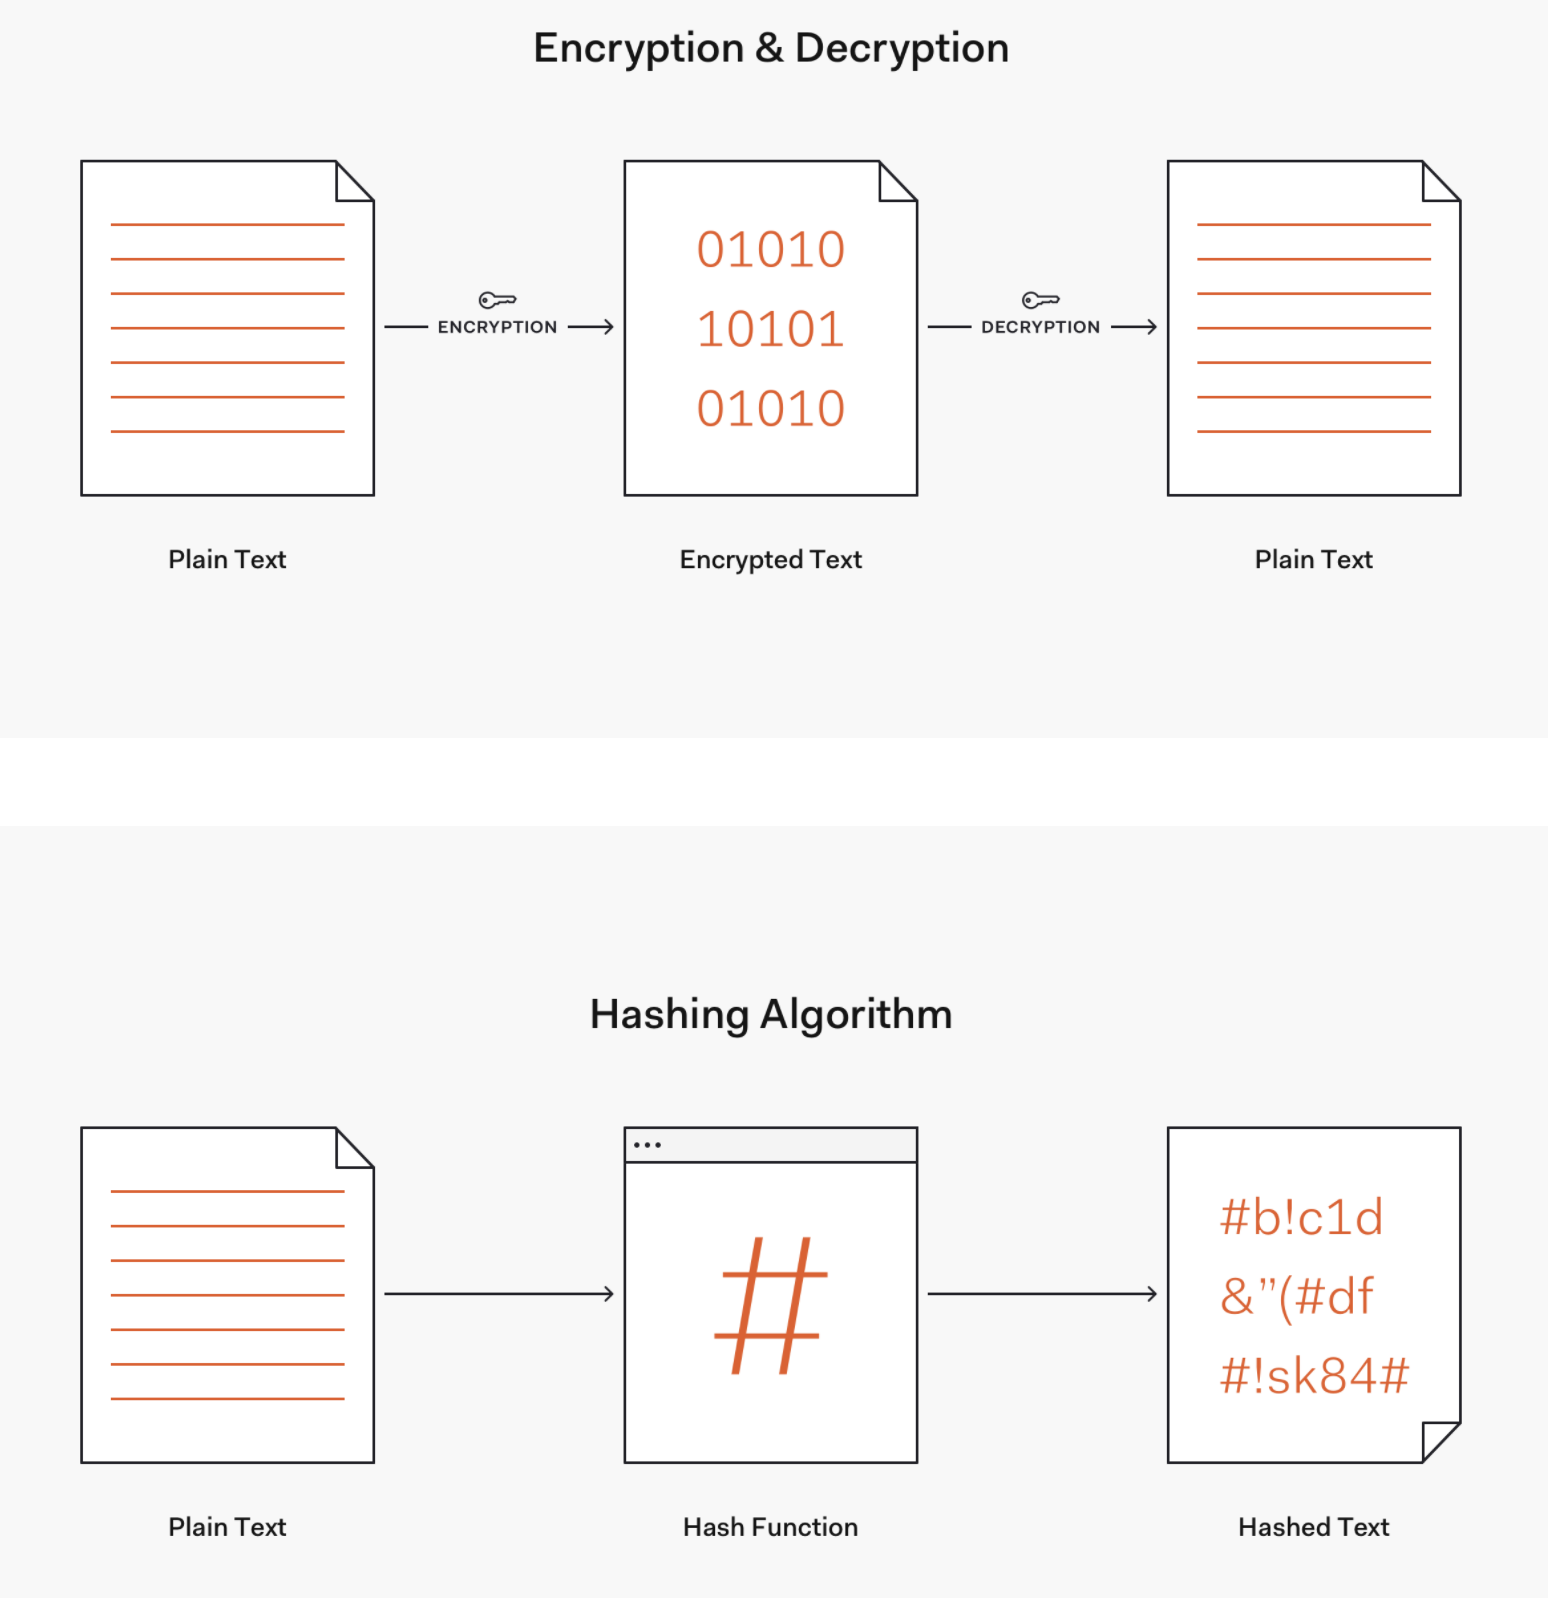 Encryption & Decryption
ENCRYPTION
01010
10101
01010
DECRYPTION
Plain Text
Encrypted Text
Plain Text
Hashing Algorithm
#
#b!c1d
&”(#df
#!sk84#
Plain Text
Hash Function
Hashed Text